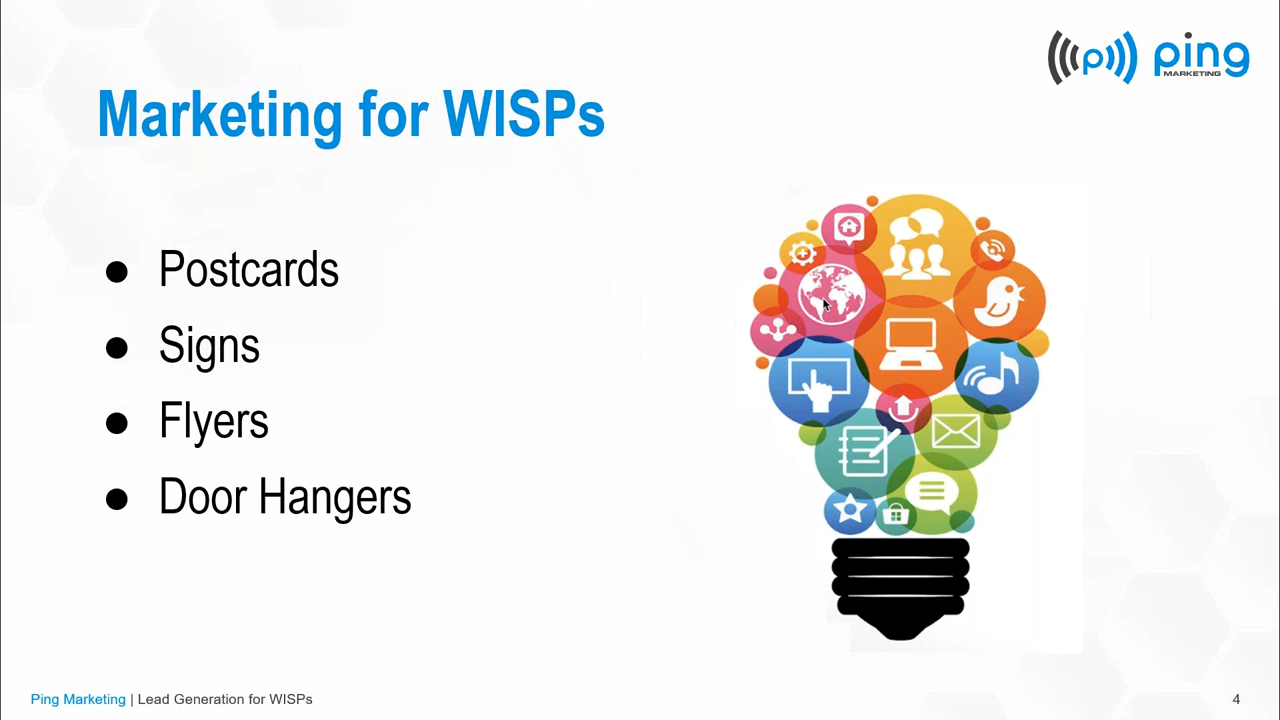 (p) ping
MARKETING
Marketing for WISPs
● Postcards
● Signs
● Flyers
● Door Hangers
Ping Marketing | Lead Generation for WISPs
4